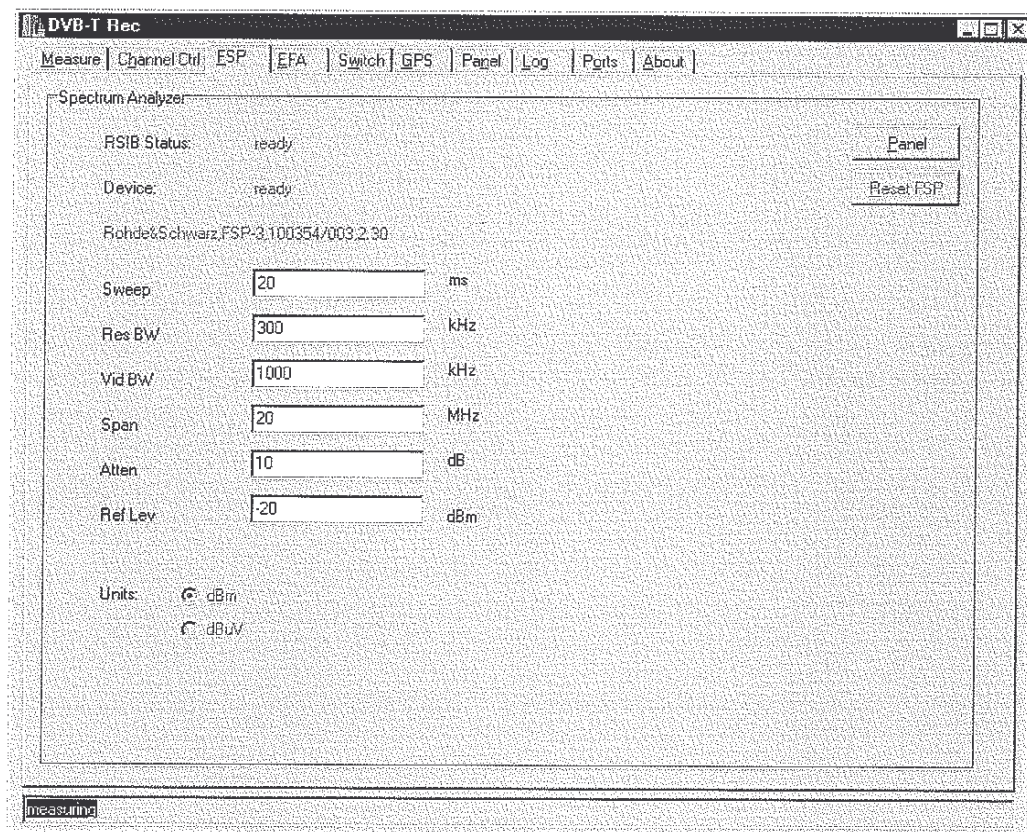 DVB-T Rec
Measure Channel Ctrl FSP EFA Switch GPS Panel Log Ports About
Spectrum Analyzer
RSIB Status: ready
Panel
Device: ready
Reset FSP
Rohde&Schwarz,FSP-3,100354/003,2.30
Sweep 20 ms
Res BW 300 kHz
Vid BW 1000 kHz
Span 20 MHz
Atten 10 dB
Ref Lev -20 dBm
Units: dBm
dBuV
measuring